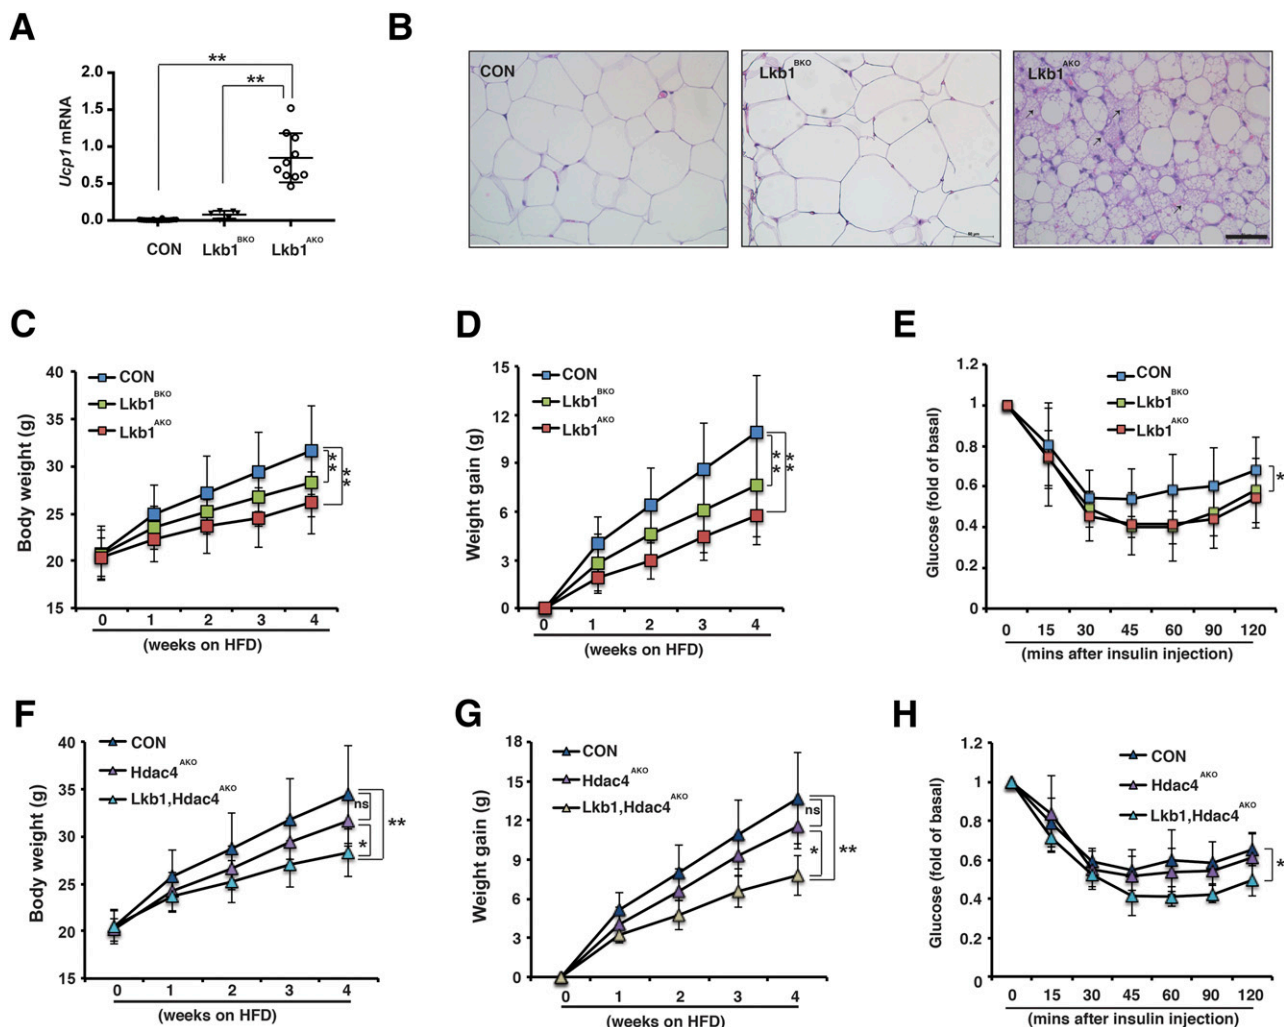 A
B
** 
**
2.0
1.5
1.0
0.5
0.0
Ucp1 mRNA
CON
Lkb1BKO
Lkb1AKO
CON
Lkb1BKO
Lkb1AKO
C
40
35
30
25
20
15
Body weight (g)
CON
Lkb1BKO
Lkb1AKO
**
**
0 1 2 3 4
(weeks on HFD)
D
15
12
9
6
3
0
Weight gain (g)
CON
Lkb1BKO
Lkb1AKO
**
**
0 1 2 3 4
(weeks on HFD)
E
1.2
1
0.8
0.6
0.4
0.2
0
Glucose (fold of basal)
CON
Lkb1BKO
Lkb1AKO
*
0 15 30 45 60 90 120
(mins after insulin injection)
F
40
35
30
25
20
15
Body weight (g)
CON
Hdac4AKO
Lkb1,Hdac4AKO
ns
*
**
0 1 2 3 4
(weeks on HFD)
G
18
15
12
9
6
3
0
Weight gain (g)
CON
Hdac4AKO
Lkb1,Hdac4AKO
ns
*
**
0 1 2 3 4
(weeks on HFD)
H
1.2
1
0.8
0.6
0.4
0.2
0
Glucose (fold of basal)
CON
Hdac4AKO
Lkb1,Hdac4AKO
*
0 15 30 45 60 90 120
(mins after insulin injection)